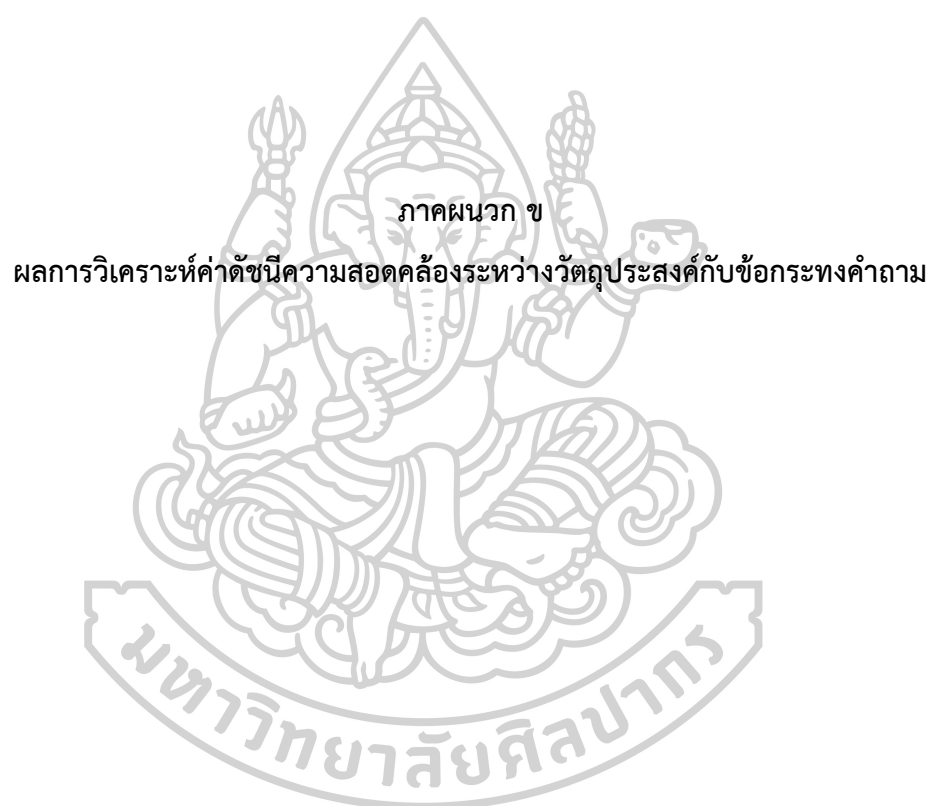 ภาคผนวก ข
ผลการวิเคราะห์ค่าดัชนีความสอดคล้องระหว่างวัตถุประสงค์กับข้อกระทงคำถาม
มหาวิทยาลัยศิลปากร